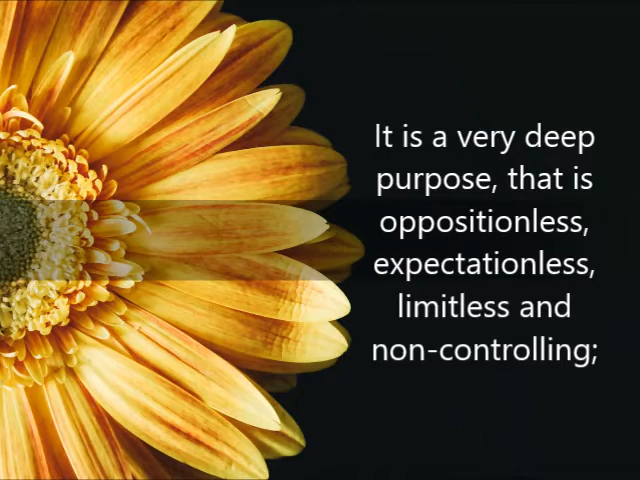 It is a very deep
purpose, that is
oppositionless,
expectationless,
limitless and
non-controlling;